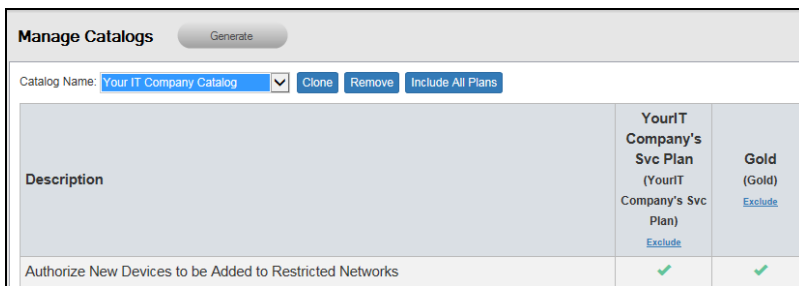 Manage Catalogs
Generate
Catalog Name: Your IT Company Catalog
Clone
Remove
Include All Plans
Description
YourIT
Company's
Svc Plan
(YourIT
Company's Svc
Plan)
Exclude
Gold
(Gold)
Exclude
Authorize New Devices to be Added to Restricted Networks